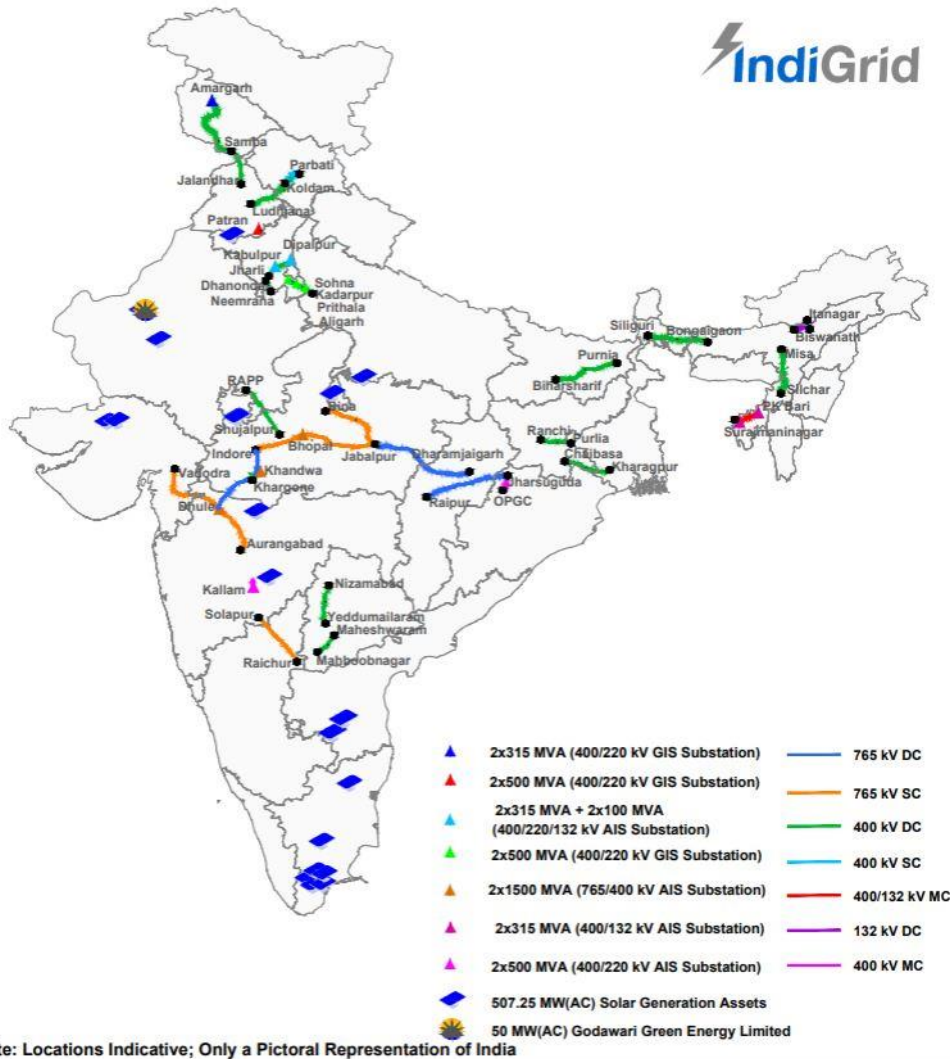 IndiGrid
Amargarh
Samba
Parbati
Jalandhar
Koldam
Ludhiana
Patran
Dipalpur
Kabulpur
Jharli
Sohna
Dhanonda
Kadarpur
Neemrana
Prithala
Aligarh
Itanagar
Siliguri
Bongaigaon
Biswanath
Purnia
Misa
RAPP
Biharsharif
Silchar
Bina
PK Bari
Shujalpur
Ranchi
Surajmaninagar
Purlia
Indore
Bhopal
Jabalpur
Dharamjaigarh
Chaibasa
Vadodra
Khandwa
Kharagpur
Khargone
Jharsuguda
Dhule
Raipur
OPGC
Aurangabad
Kallam
Nizamabad
Solapur
Yeddumailaram
Maheshwaram
Raichur
Mahboobnagar
2x315 MVA (400/220 kV GIS Substation)
765 kV DC
2x500 MVA (400/220 kV GIS Substation)
765 kV SC
2x315 MVA + 2x100 MVA
(400/220/132 kV AIS Substation)
400 kV DC
2x500 MVA (400/220 kV GIS Substation)
400 kV SC
2x1500 MVA (765/400 kV AIS Substation)
400/132 kV MC
2x315 MVA (400/132 kV AIS Substation)
132 kV DC
2x500 MVA (400/220 kV AIS Substation)
400 kV MC
507.25 MW(AC) Solar Generation Assets
50 MW(AC) Godawari Green Energy Limited
te: Locations Indicative; Only a Pictoral Representation of India